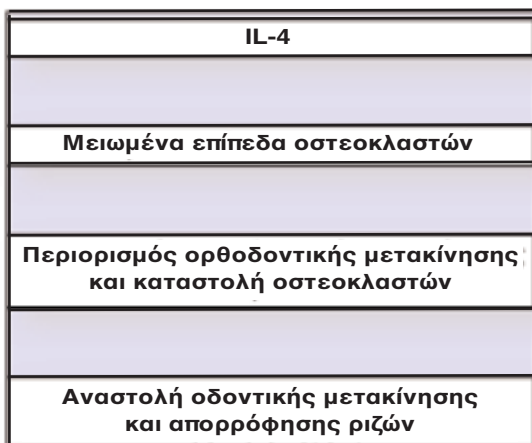 IL-4
Μειωμένα επίπεδα οστεοκλαστών
Περιορισμός ορθοδοντικής μετακίνησης
και καταστολή οστεοκλαστών
Αναστολή οδοντικής μετακίνησης
και απορρόφησης ριζών